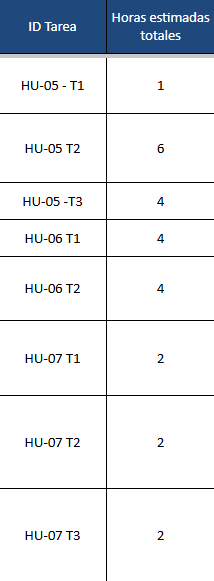 ID Tarea
Horas estimadas
totales
HU-05 - T1
1
HU-05 T2
6
HU-05 -T3
4
HU-06 T1
4
HU-06 T2
4
HU-07 T1
2
HU-07 T2
2
HU-07 T3
2